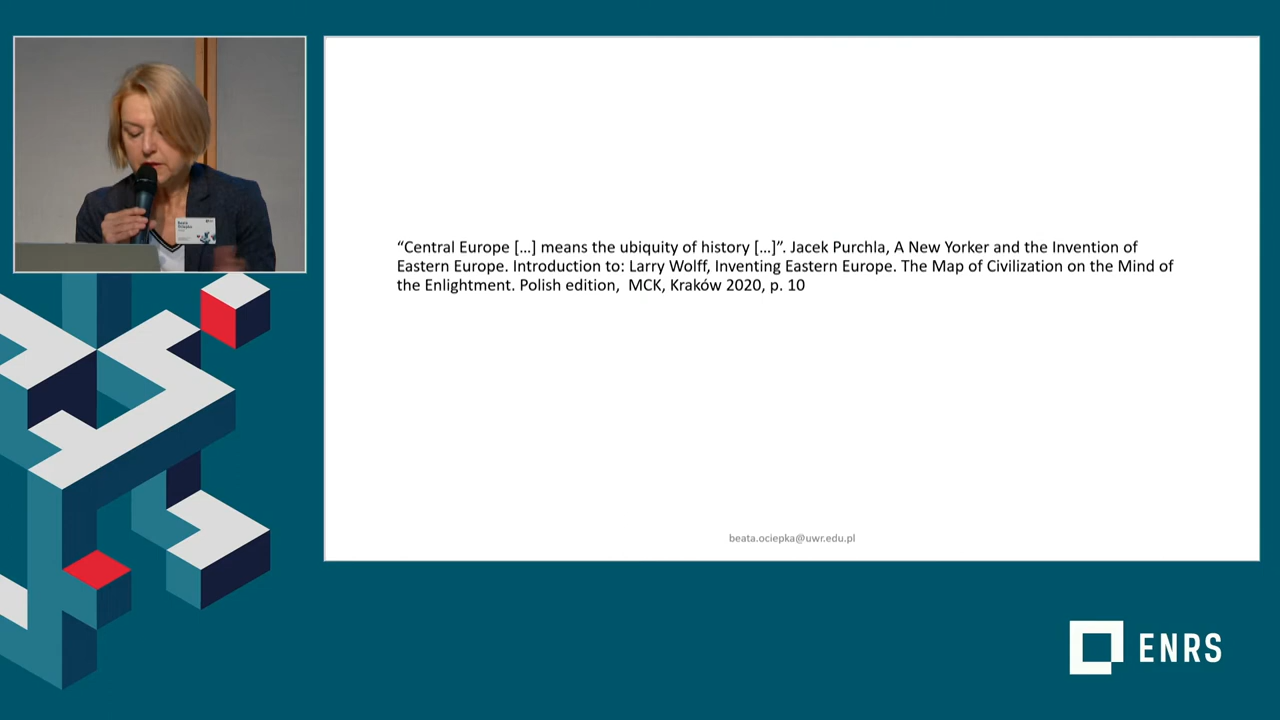 “Central Europe […] means the ubiquity of history […]”. Jacek Purchla, A New Yorker and the Invention of
Eastern Europe. Introduction to: Larry Wolff, Inventing Eastern Europe. The Map of Civilization on the Mind of
the Enlightment. Polish edition,  MCK, Kraków 2020, p. 10
beata.ociepka@uwr.edu.pl
ENRS